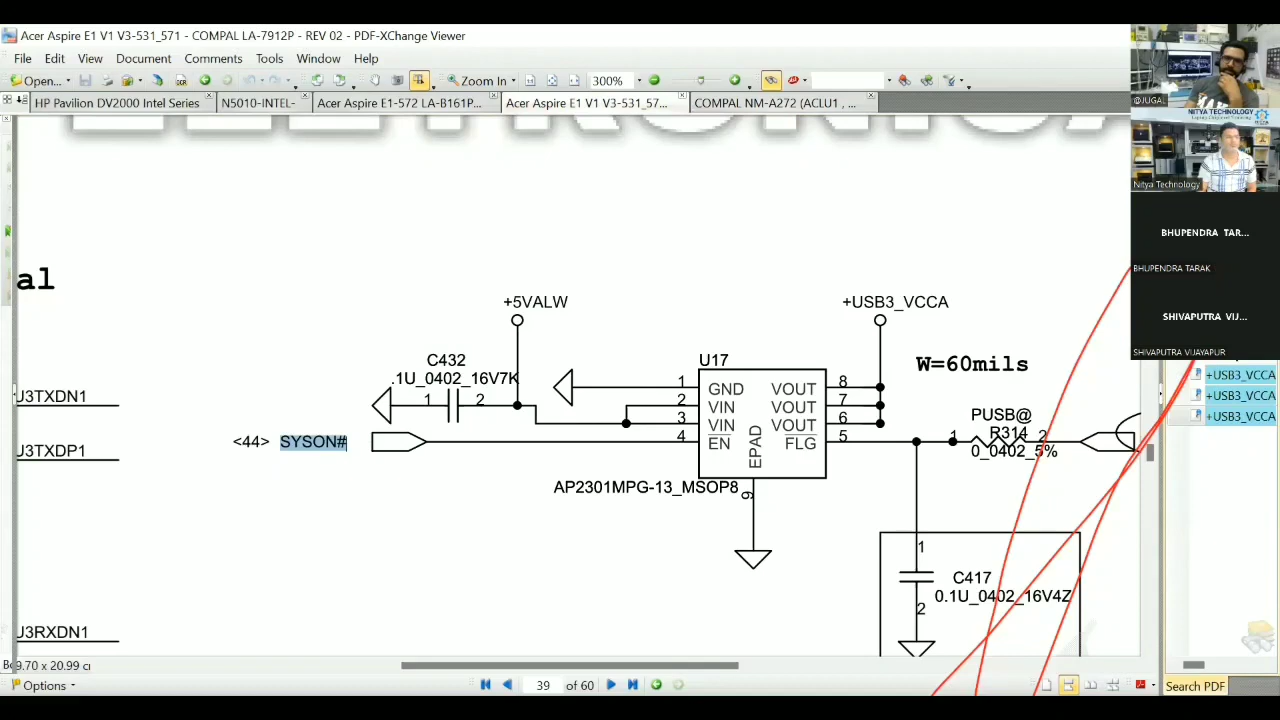 Acer Aspire E1 V1 V3-531_571 - COMPAL LA-7912P - REV 02 - PDF-XChange Viewer
File Edit View Document Comments Tools Window Help
Open... Zoom In 300%
HP Pavilion DV2000 Intel Series N5010-INTEL- Acer Aspire E1-572 LA-B161P... Acer Aspire E1 V1 V3-531_57... COMPAL NM-A272 (ACLU1 , ...
@JUGAL
NITYA TECHNOLOGY
Nitya Technology
BHUPENDRA TAR...
BHUPENDRA TARAK
SHIVAPUTRA VIJ...
SHIVAPUTRA VIJAYAPUR
+USB3_VCCA
+USB3_VCCA
+USB3_VCCA
al
+5VALW
+USB3_VCCA
W=60mils
C432
.1U_0402_16V7K
1 2
U17
1 GND VOUT 8
2 VIN VOUT 7
3 VIN VOUT 6
4 EN FLG 5
EPAD
9
AP2301MPG-13_MSOP8
PUSB@
R314
1 2
0_0402_5%
U3TXDN1
<44> SYSON#
U3TXDP1
1
C417
0.1U_0402_16V4Z
2
U3RXDN1
9.70 x 20.99 cm
Options 39 of 60
Search PDF